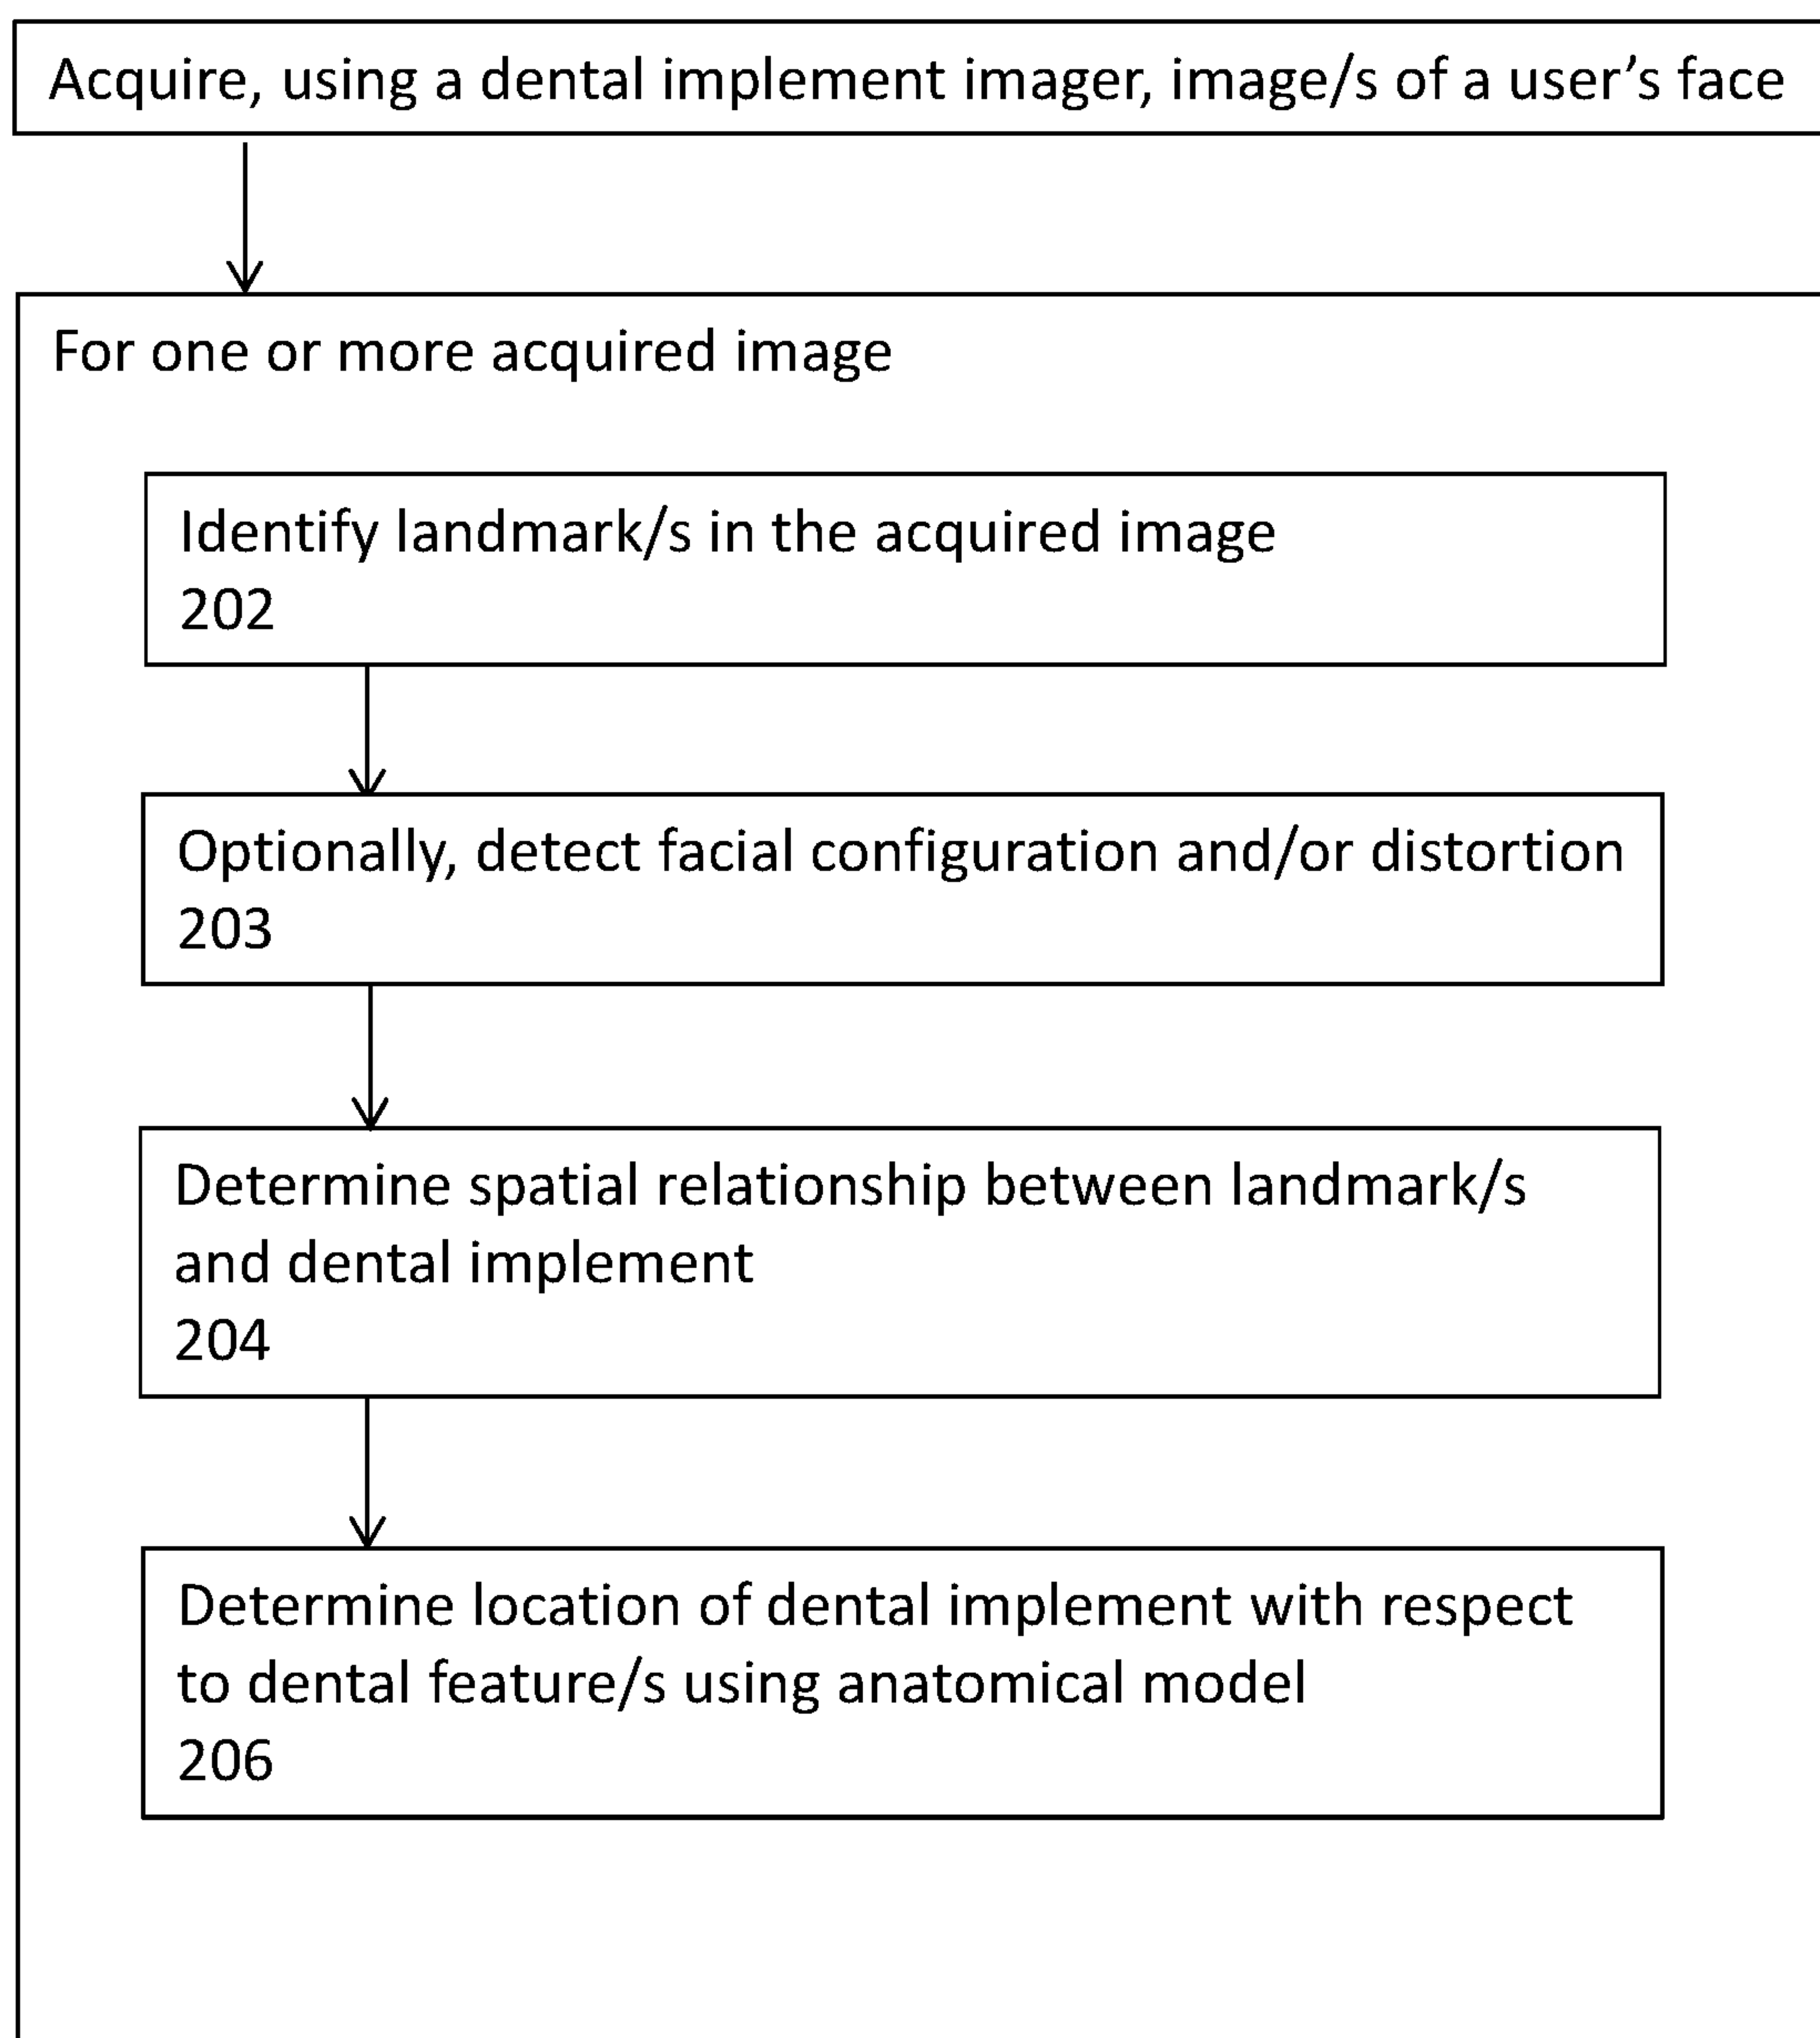 Acquire, using a dental implement imager, image/s of a user’s face
For one or more acquired image
Identify landmark/s in the acquired image
202
Optionally, detect facial configuration and/or distortion
203
Determine spatial relationship between landmark/s
and dental implement
204
Determine location of dental implement with respect
to dental feature/s using anatomical model
206